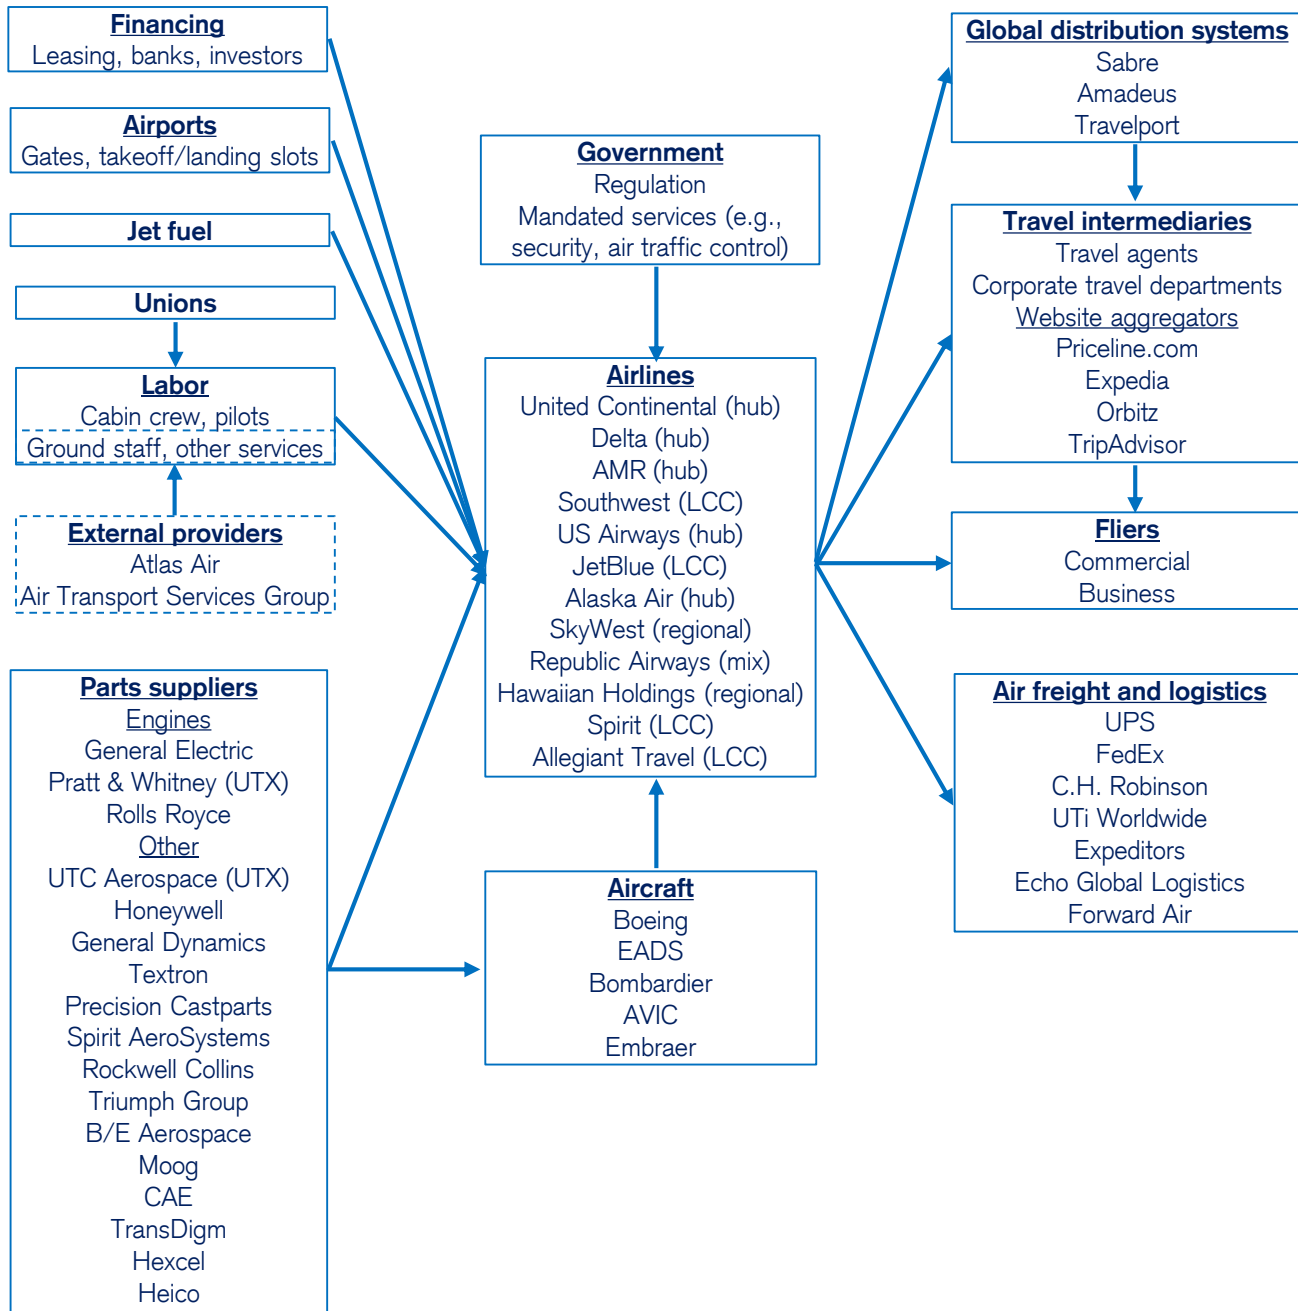 Financing
Leasing, banks, investors
Airports
Gates, takeoff/landing slots
Jet fuel
Unions
Labor
Cabin crew, pilots
Ground staff, other services
External providers
Atlas Air
Air Transport Services Group
Parts suppliers
Engines
General Electric
Pratt & Whitney (UTX)
Rolls Royce
Other
UTC Aerospace (UTX)
Honeywell
General Dynamics
Textron
Precision Castparts
Spirit AeroSystems
Rockwell Collins
Triumph Group
B/E Aerospace
Moog
CAE
TransDigm
Hexcel
Heico
Government
Regulation
Mandated services (e.g.,
security, air traffic control)
Airlines
United Continental (hub)
Delta (hub)
AMR (hub)
Southwest (LCC)
US Airways (hub)
JetBlue (LCC)
Alaska Air (hub)
SkyWest (regional)
Republic Airways (mix)
Hawaiian Holdings (regional)
Spirit (LCC)
Allegiant Travel (LCC)
Aircraft
Boeing
EADS
Bombardier
AVIC
Embraer
Global distribution systems
Sabre
Amadeus
Travelport
Travel intermediaries
Travel agents
Corporate travel departments
Website aggregators
Priceline.com
Expedia
Orbitz
TripAdvisor
Fliers
Commercial
Business
Air freight and logistics
UPS
FedEx
C.H. Robinson
UTi Worldwide
Expeditors
Echo Global Logistics
Forward Air